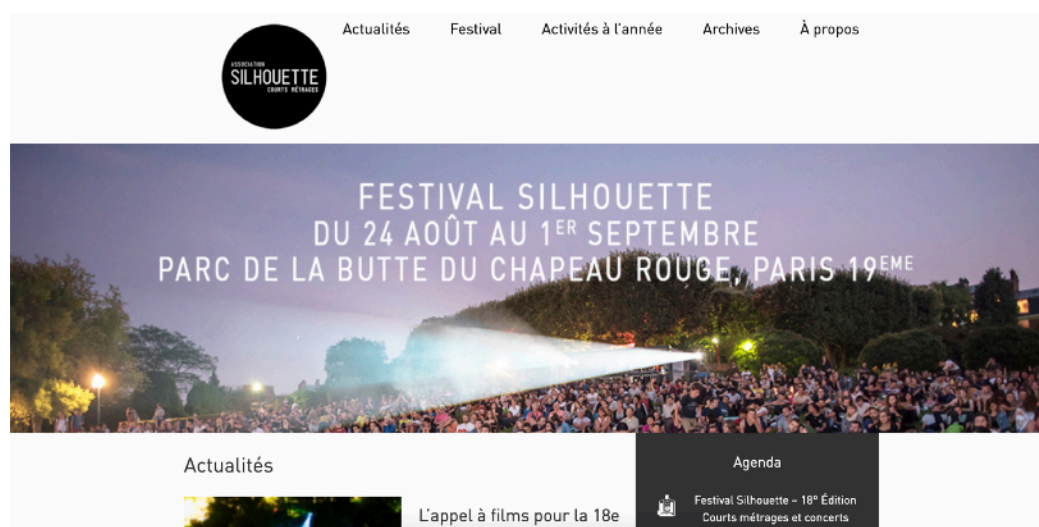 Actualités
Festival
Activités à l'année
Archives
À propos
ASSOCIATION
SILHOUETTE
COURTS MÉTRAGES
FESTIVAL SILHOUETTE
DU 24 AOÛT AU 1ER SEPTEMBRE
PARC DE LA BUTTE DU CHAPEAU ROUGE, PARIS 19EME
Actualités
L'appel à films pour la 18e
Agenda
Festival Silhouette – 18º Édition
Courts métrages et concerts